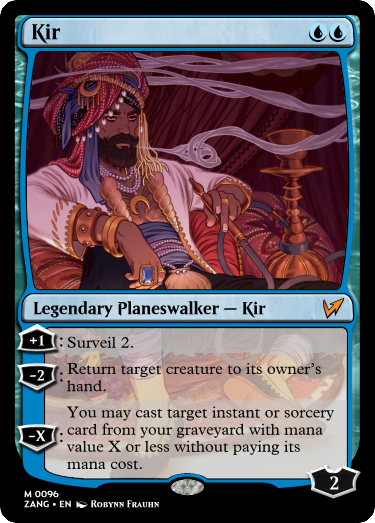 Kir
Legendary Planeswalker — Kir
+1: Surveil 2.
-2: Return target creature to its owner's
hand.
You may cast target instant or sorcery
card from your graveyard with mana
-X: value X or less without paying its
mana cost.
2
M 0096
ZANG • EN Robynn Frauhn